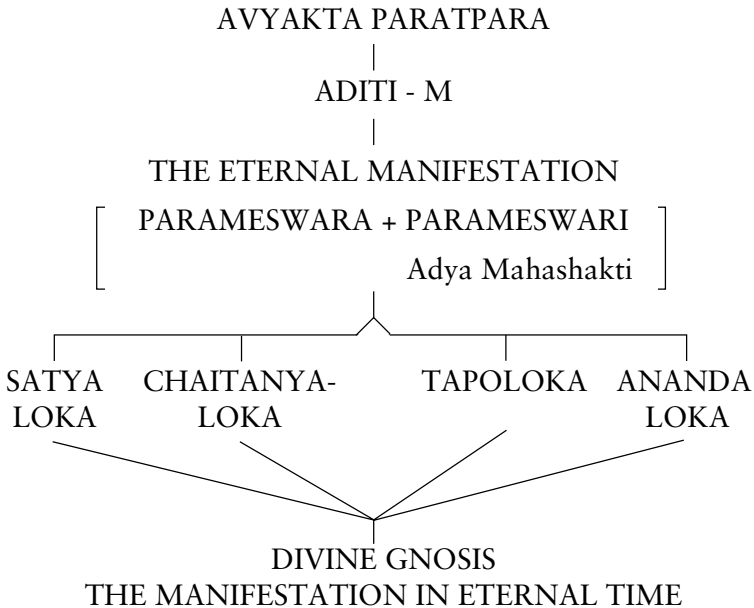 AVYAKTA PARATPARA
ADITI - M
THE ETERNAL MANIFESTATION
PARAMESWARA + PARAMESWARI
Adya Mahashakti
SATYA LOKA
CHAITANYA-LOKA
TAPOLOKA
ANANDA LOKA
DIVINE GNOSIS
THE MANIFESTATION IN ETERNAL TIME